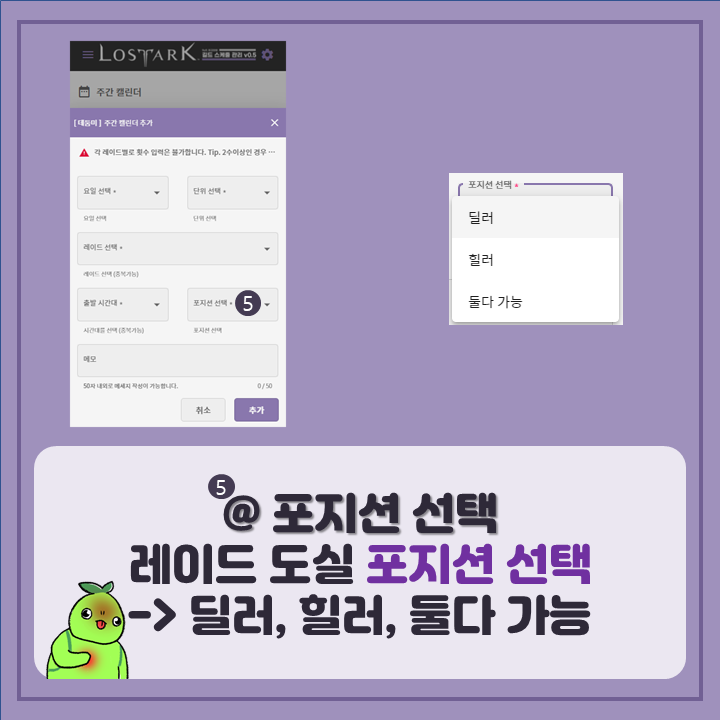 LOSTARK
길드 스케줄 관리 v0.5
주간 캘린더
[ 태움이 ] 주간 캘린더 추가
각 레이드별로 횟수 입력은 불가합니다. Tip. 2수이상인 경우 ...
요일 선택 *
단위 선택 *
요일 선택
단위 선택
레이드 선택 *
레이드 선택 (중복가능)
출발 시간대 *
포지션 선택 *
5
시간대를 선택 (중복가능)
포지션 선택
메모
50자 내외로 메세지 작성이 가능합니다.
0 / 50
취소
추가
포지션 선택 *
딜러
힐러
둘다 가능
5
@ 포지션 선택
레이드 도실 포지션 선택
-> 딜러, 힐러, 둘다 가능